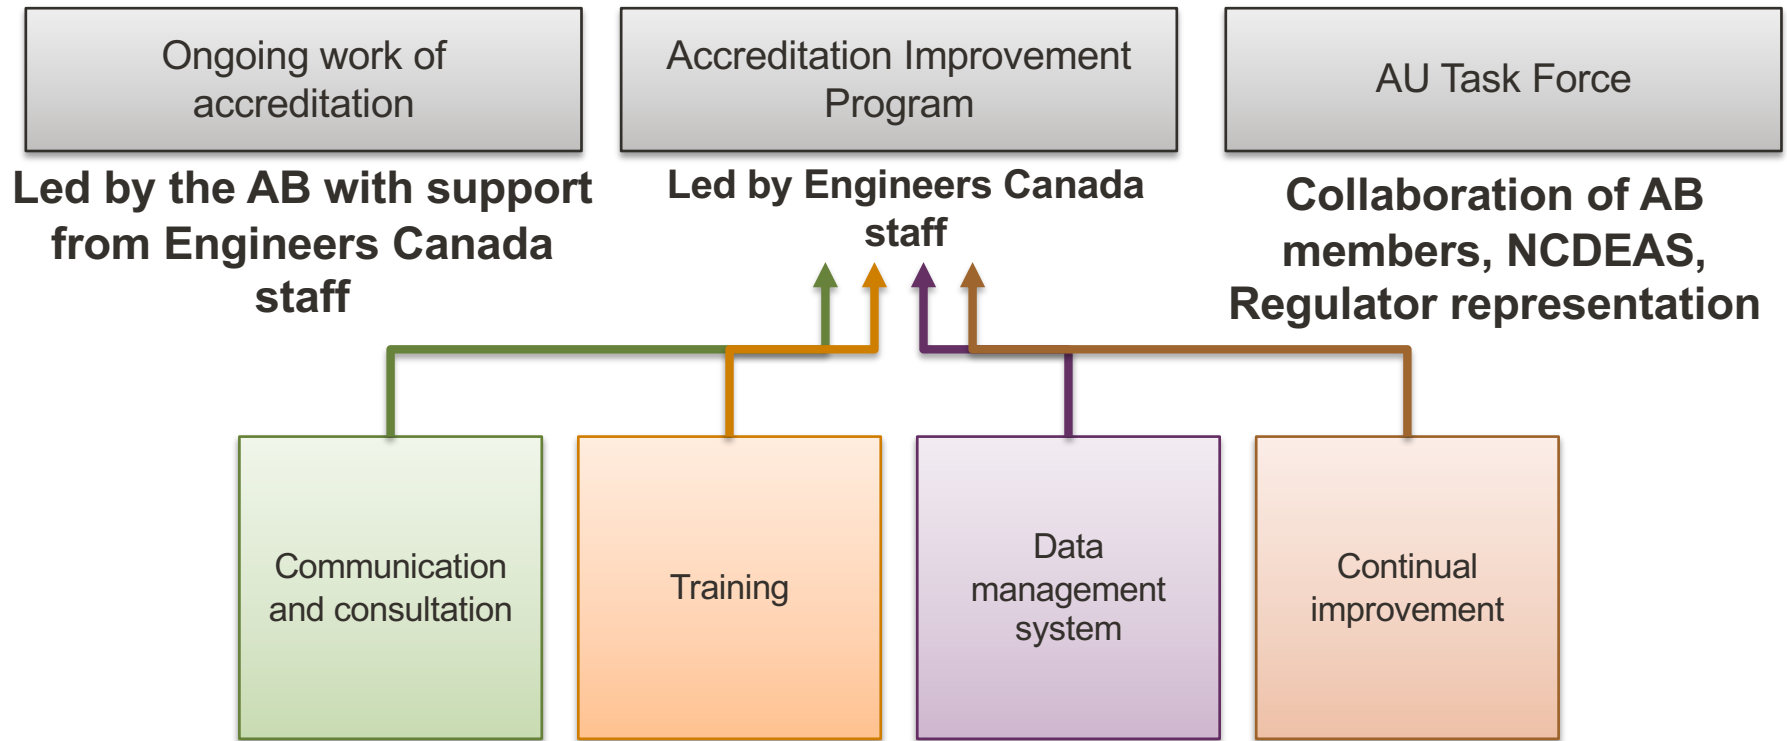 Ongoing work of
accreditation
Accreditation Improvement
Program
AU Task Force
Led by the AB with support
from Engineers Canada
staff
Led by Engineers Canada
staff
Collaboration of AB
members, NCDEAS,
Regulator representation
Communication
and consultation
Training
Data
management
system
Continual
improvement